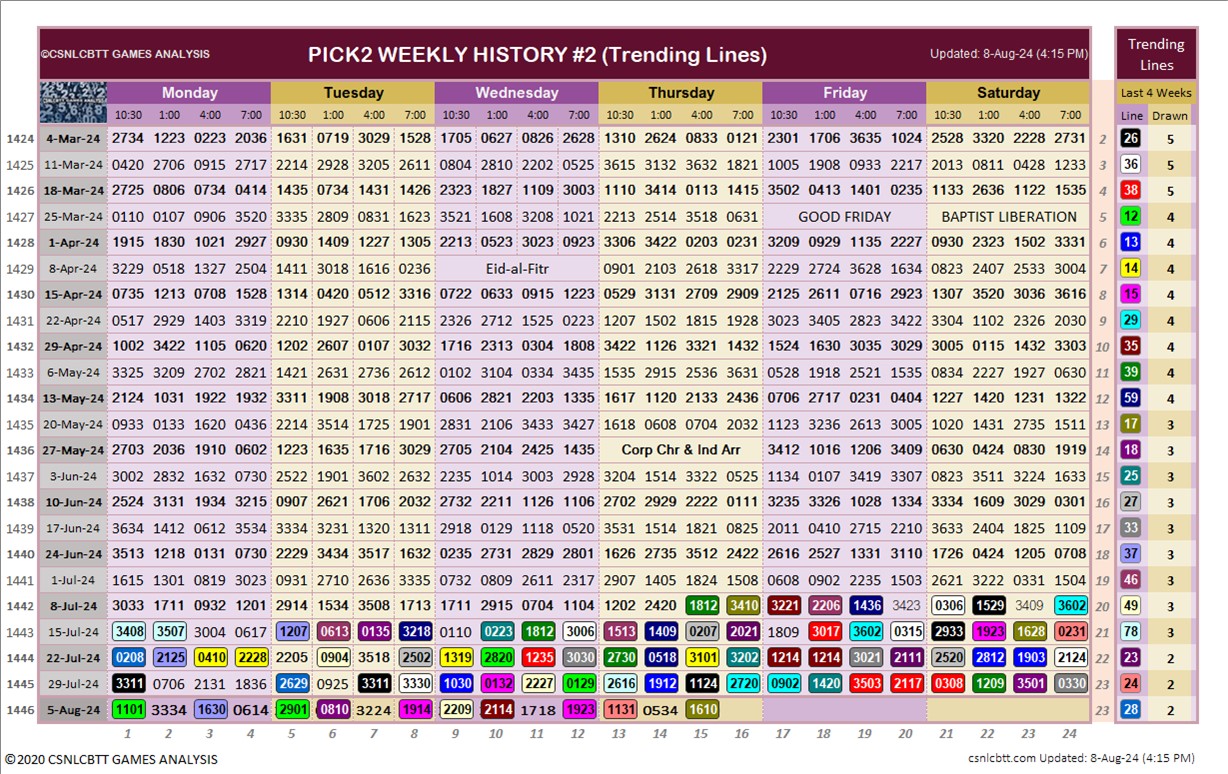 ©CSNLCBTT GAMES ANALYSIS PICK2 WEEKLY HISTORY #2 (Trending Lines) Updated: 8-Aug-24 (4:15 PM) Trending Lines
Monday Tuesday Wednesday Thursday Friday Saturday Last 4 Weeks
10:30 1:00 4:00 7:00 10:30 1:00 4:00 7:00 10:30 1:00 4:00 7:00 10:30 1:00 4:00 7:00 10:30 1:00 4:00 7:00 10:30 1:00 4:00 7:00 Line Drawn
1424 4-Mar-24 2734 1223 0223 2036 1631 0719 3029 1528 1705 0627 0826 2628 1310 2624 0833 0121 2301 1706 3635 1024 2528 3320 2228 2731 2 26 5
1425 11-Mar-24 0420 2706 0915 2717 2214 2928 3205 2611 0804 2810 2202 0525 3615 3132 3632 1821 1005 1908 0933 2217 2013 0811 0428 1233 3 36 5
1426 18-Mar-24 2725 0806 0734 0414 1435 0734 1431 1426 2323 1827 1109 3003 1110 3414 0113 1415 3502 0413 1401 0235 1133 2636 1122 1535 4 38 5
1427 25-Mar-24 0110 0107 0906 3520 3335 2809 0831 1623 3521 1608 3208 1021 2213 2514 3518 0631 GOOD FRIDAY BAPTIST LIBERATION 5 12 4
1428 1-Apr-24 1915 1830 1021 2927 0930 1409 1227 1305 2213 0523 3023 0923 3306 3422 0203 0231 3209 0929 1135 2227 0930 2323 1502 3331 6 13 4
1429 8-Apr-24 3229 0518 1327 2504 1411 3018 1616 0236 Eid-al-Fitr 0901 2103 2618 3317 2229 2724 3628 1634 0823 2407 2533 3004 7 14 4
1430 15-Apr-24 0735 1213 0708 1528 1314 0420 0512 3316 0722 0633 0915 1223 0529 3131 2709 2909 2125 2611 0716 2923 1307 3520 3036 3616 8 15 4
1431 22-Apr-24 0517 2929 1403 3319 2210 1927 0606 2113 2326 2712 1525 0223 1207 1502 1815 1928 3023 3405 2823 3422 3304 1102 2326 2030 9 29 4
1432 29-Apr-24 1002 3422 1105 0620 1202 2607 0107 3032 1716 2313 0304 1808 3422 1126 3321 1432 1524 1630 3035 3029 3005 0115 1432 3303 10 35 4
1433 6-May-24 3325 3209 2702 2821 1421 2631 2736 2612 0102 3104 0334 3435 1535 2915 2536 3631 0528 1918 2521 1535 0834 2227 1927 0630 11 39 4
1434 13-May-24 2124 1031 1922 1932 3311 1908 3018 2717 0606 2821 2203 1335 1617 1120 2133 2436 0706 2717 0231 0404 1227 1420 1231 1322 12 59 4
1435 20-May-24 0933 0133 1620 0436 2214 3514 1725 1901 2831 2106 3433 3427 1618 0608 0704 2032 1123 3236 2613 3005 1020 1431 2735 1511 13 17 3
1436 27-May-24 2703 2036 1910 0602 1223 1635 1716 3029 2705 2104 2425 1435 Corp Chr & Ind Arr 3412 1016 1206 3409 0630 0424 0830 1919 14 18 3
1437 3-Jun-24 3002 2832 1632 0730 2522 1901 3602 2632 2235 1014 3003 2928 3204 1514 2532 0525 1134 0107 3419 3307 0823 3511 3224 1633 15 25 3
1438 10-Jun-24 2524 3131 1934 3215 0907 2621 1706 2032 2732 2211 1126 1106 2702 2929 2222 0111 3235 3326 1028 1334 3334 1609 3029 0301 16 27 3
1439 17-Jun-24 3634 1412 0612 3534 3334 3231 1320 1311 2918 0129 1118 0520 3531 1514 1821 0825 2011 0410 2715 2210 3633 2404 1825 1109 17 33 3
1440 24-Jun-24 3513 1218 0131 0730 2229 3434 3517 1632 0235 2731 2829 2801 1626 2735 3512 2422 2616 2527 1331 3110 1726 0424 1205 0708 18 37 3
1441 1-Jul-24 1615 1301 0819 3023 0931 2710 2636 3335 0732 0809 2611 2317 2907 1405 1824 1508 0608 0902 2235 1503 2621 3222 0331 1504 19 46 3
1442 8-Jul-24 3033 1711 0932 1201 2914 1534 3508 1713 1711 2915 0704 1104 1202 2420 1812 3410 3221 2206 1436 3423 0306 1529 3409 3602 20 49 3
1443 15-Jul-24 3408 3507 3004 0617 1207 0613 0135 3218 0110 0223 1812 3006 1513 1409 0207 2021 1809 3017 3602 0315 2933 1923 1628 0231 21 78 3
1444 22-Jul-24 0208 2125 0410 2228 2205 0904 3518 2502 1319 2820 1235 3030 2730 0518 3101 3202 1214 1214 3021 2111 2520 2812 1903 2124 22 23 2
1445 29-Jul-24 3311 0706 2131 1836 2629 0925 3311 3330 1030 0132 2227 0129 2616 1912 1124 2720 0902 1420 3503 2117 0308 1209 3501 0330 23 24 2
1446 5-Aug-24 1101 3334 1630 0614 2901 0810 3224 1914 2209 2114 1718 1923 1131 0534 1610 23 28 2
1 2 3 4 5 6 7 8 9 10 11 12 13 14 15 16 17 18 19 20 21 22 23 24
©2020 CSNLCBTT GAMES ANALYSIS csnlcbtt.com Updated: 8-Aug-24 (4:15 PM)